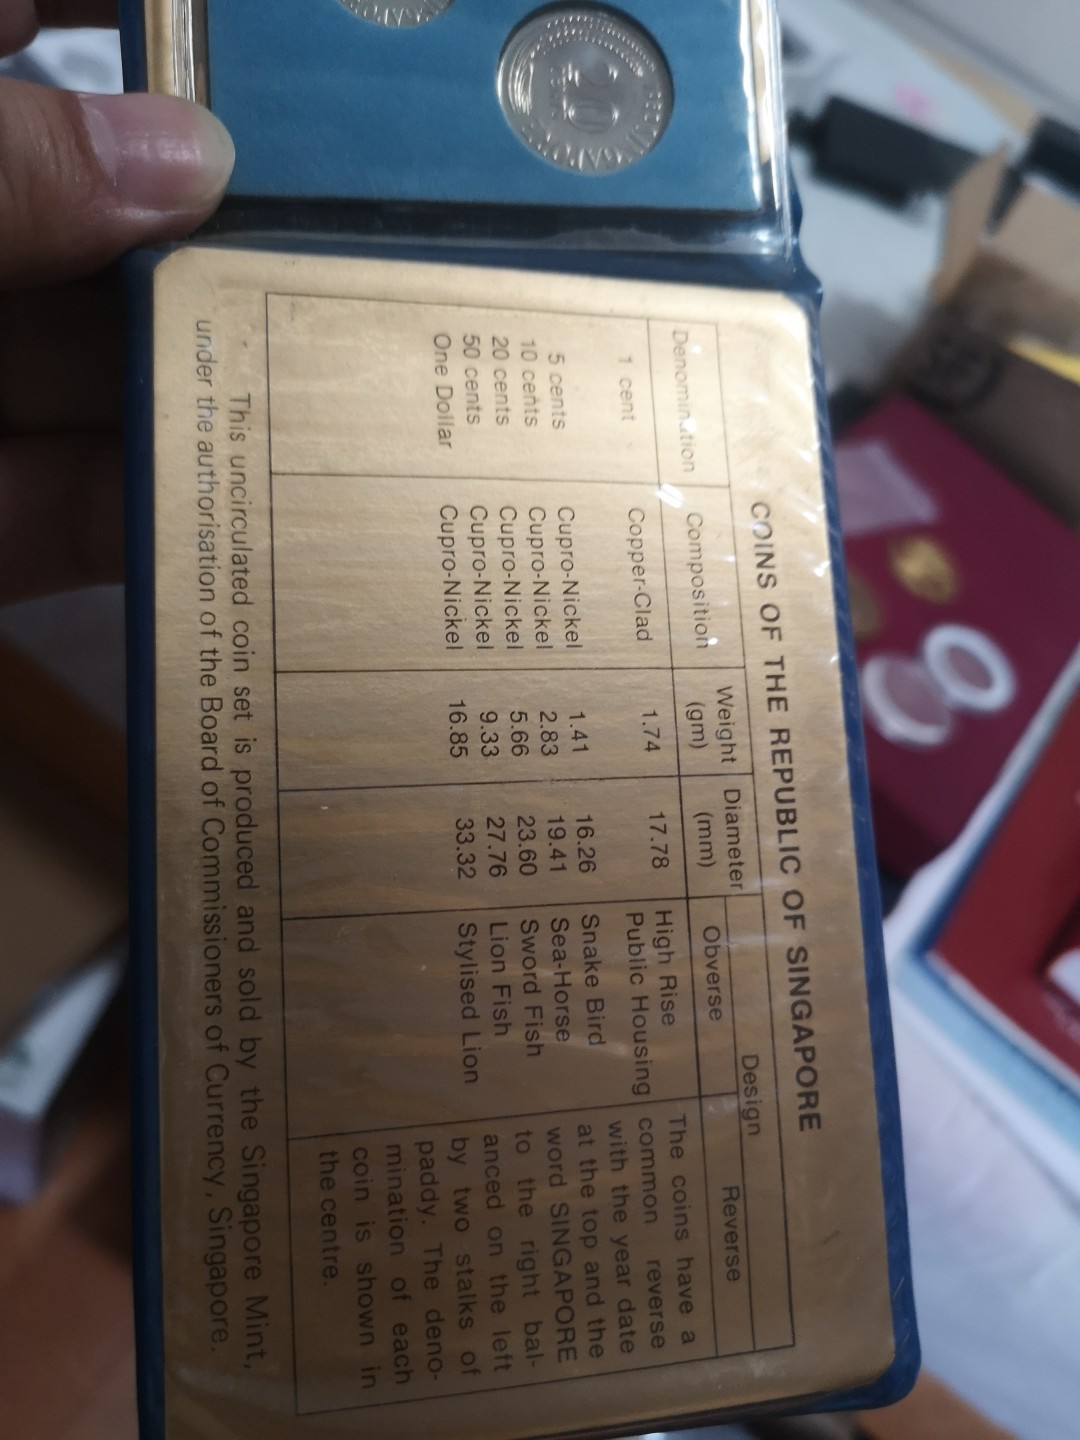 COINS OF THE REPUBLIC OF SINGAPORE
Design
Denomination Composition Weight (gm) Diameter (mm) Obverse Reverse
1 cent Copper-Clad 1.74 17.78 High Rise Public Housing
5 cents Cupro-Nickel 1.41 16.26 Snake Bird
10 cents Cupro-Nickel 2.83 19.41 Sea-Horse
20 cents Cupro-Nickel 5.66 23.60 Sword Fish
50 cents Cupro-Nickel 9.33 27.76 Lion Fish
One Dollar Cupro-Nickel 16.85 33.32 Stylised Lion
The coins have a
common reverse
with the year date
at the top and the
word SINGAPORE
to the right bal-
anced on the left
by two stalks of
paddy. The deno-
mination of each
coin is shown in
the centre.
This uncirculated coin set is produced and sold by the Singapore Mint,
under the authorisation of the Board of Commissioners of Currency, Singapore.
20
SINGAPORE